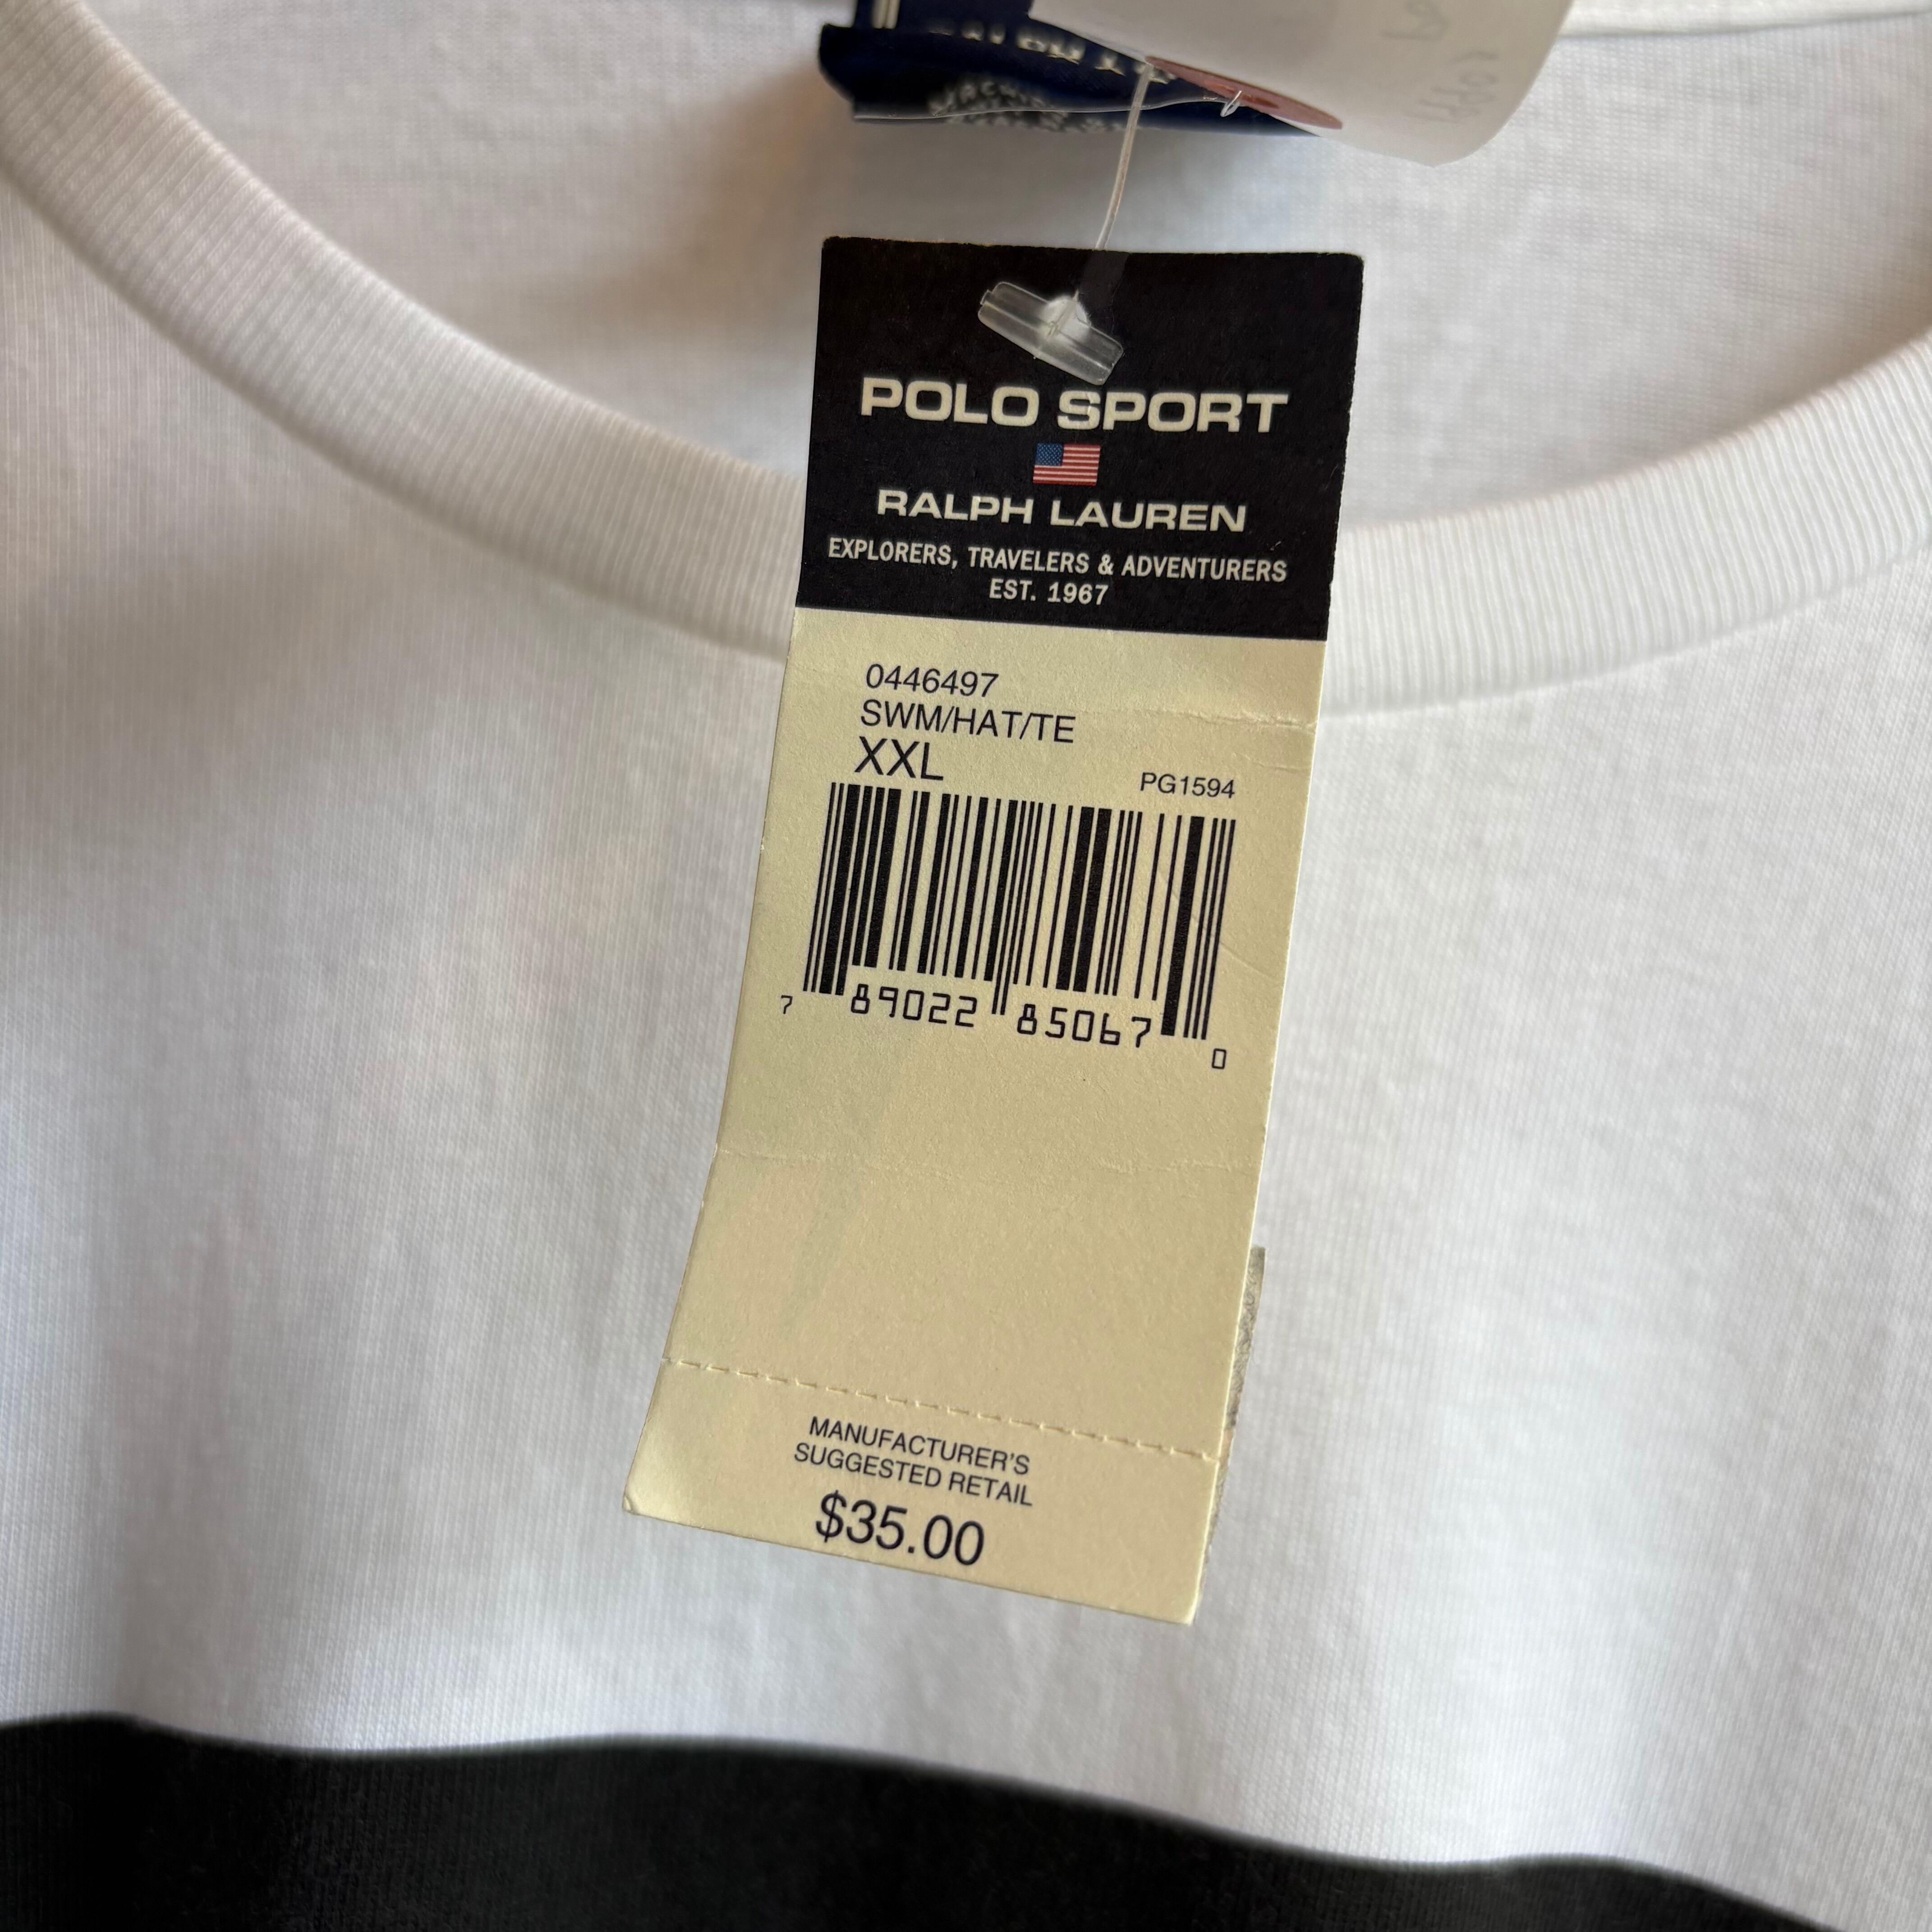 POLO SPORT
RALPH LAUREN
EXPLORERS, TRAVELERS & ADVENTURERS
EST. 1967
0446497
SWM/HAT/TE
XXL
PG1594
7 89022 85067 0
MANUFACTURER'S
SUGGESTED RETAIL
$35.00